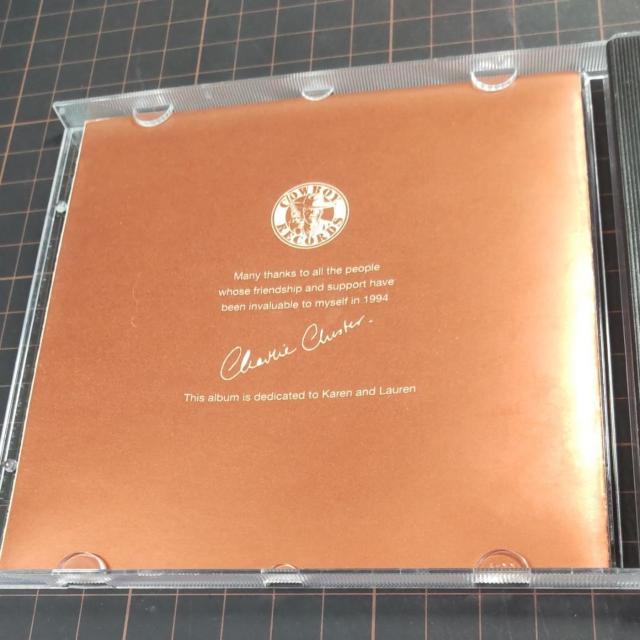 COWBOY
RECORDS
Many thanks to all the people
whose friendship and support have
been invaluable to myself in 1994
Charlie Chester.
This album is dedicated to Karen and Lauren